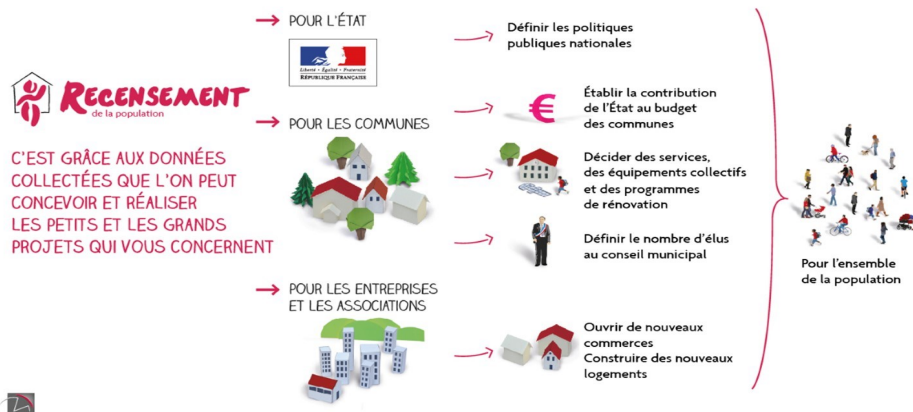 RECENSEMENT
de la population
C'EST GRÂCE AUX DONNÉES
COLLECTÉES QUE L'ON PEUT
CONCEVOIR ET RÉALISER
LES PETITS ET LES GRANDS
PROJETS QUI VOUS CONCERNENT
POUR L'ÉTAT
Liberté • Égalité • Fraternité
RÉPUBLIQUE FRANÇAISE
Définir les politiques
publiques nationales
POUR LES COMMUNES
€
Établir la contribution
de l'État au budget
des communes
Décider des services,
des équipements collectifs
et des programmes
de rénovation
Définir le nombre d'élus
au conseil municipal
POUR LES ENTREPRISES
ET LES ASSOCIATIONS
Ouvrir de nouveaux
commerces
Construire des nouveaux
logements
Pour l'ensemble
de la population